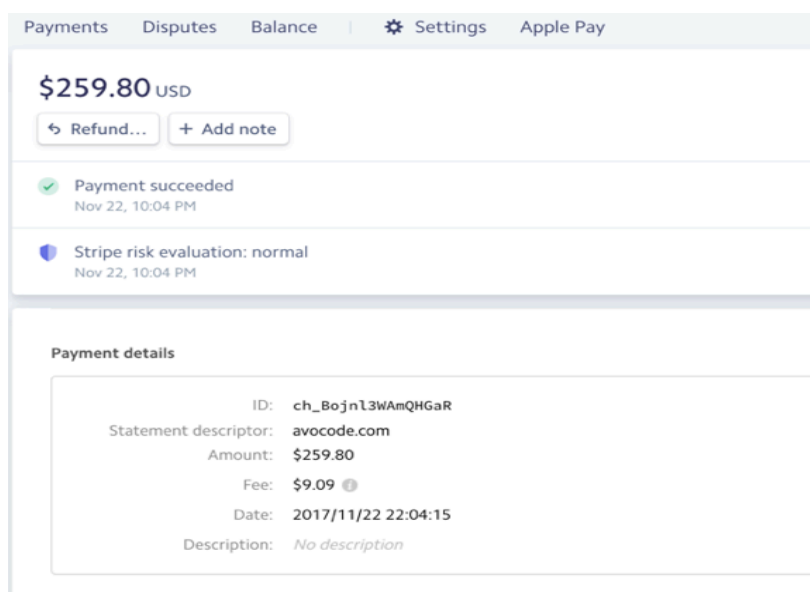 Payments Disputes Balance Settings Apple Pay
$259.80 USD
Refund... + Add note
Payment succeeded
Nov 22, 10:04 PM
Stripe risk evaluation: normal
Nov 22, 10:04 PM
Payment details
ID: ch_Bojnl3WAmQHGaR
Statement descriptor: avocode.com
Amount: $259.80
Fee: $9.09
Date: 2017/11/22 22:04:15
Description: No description